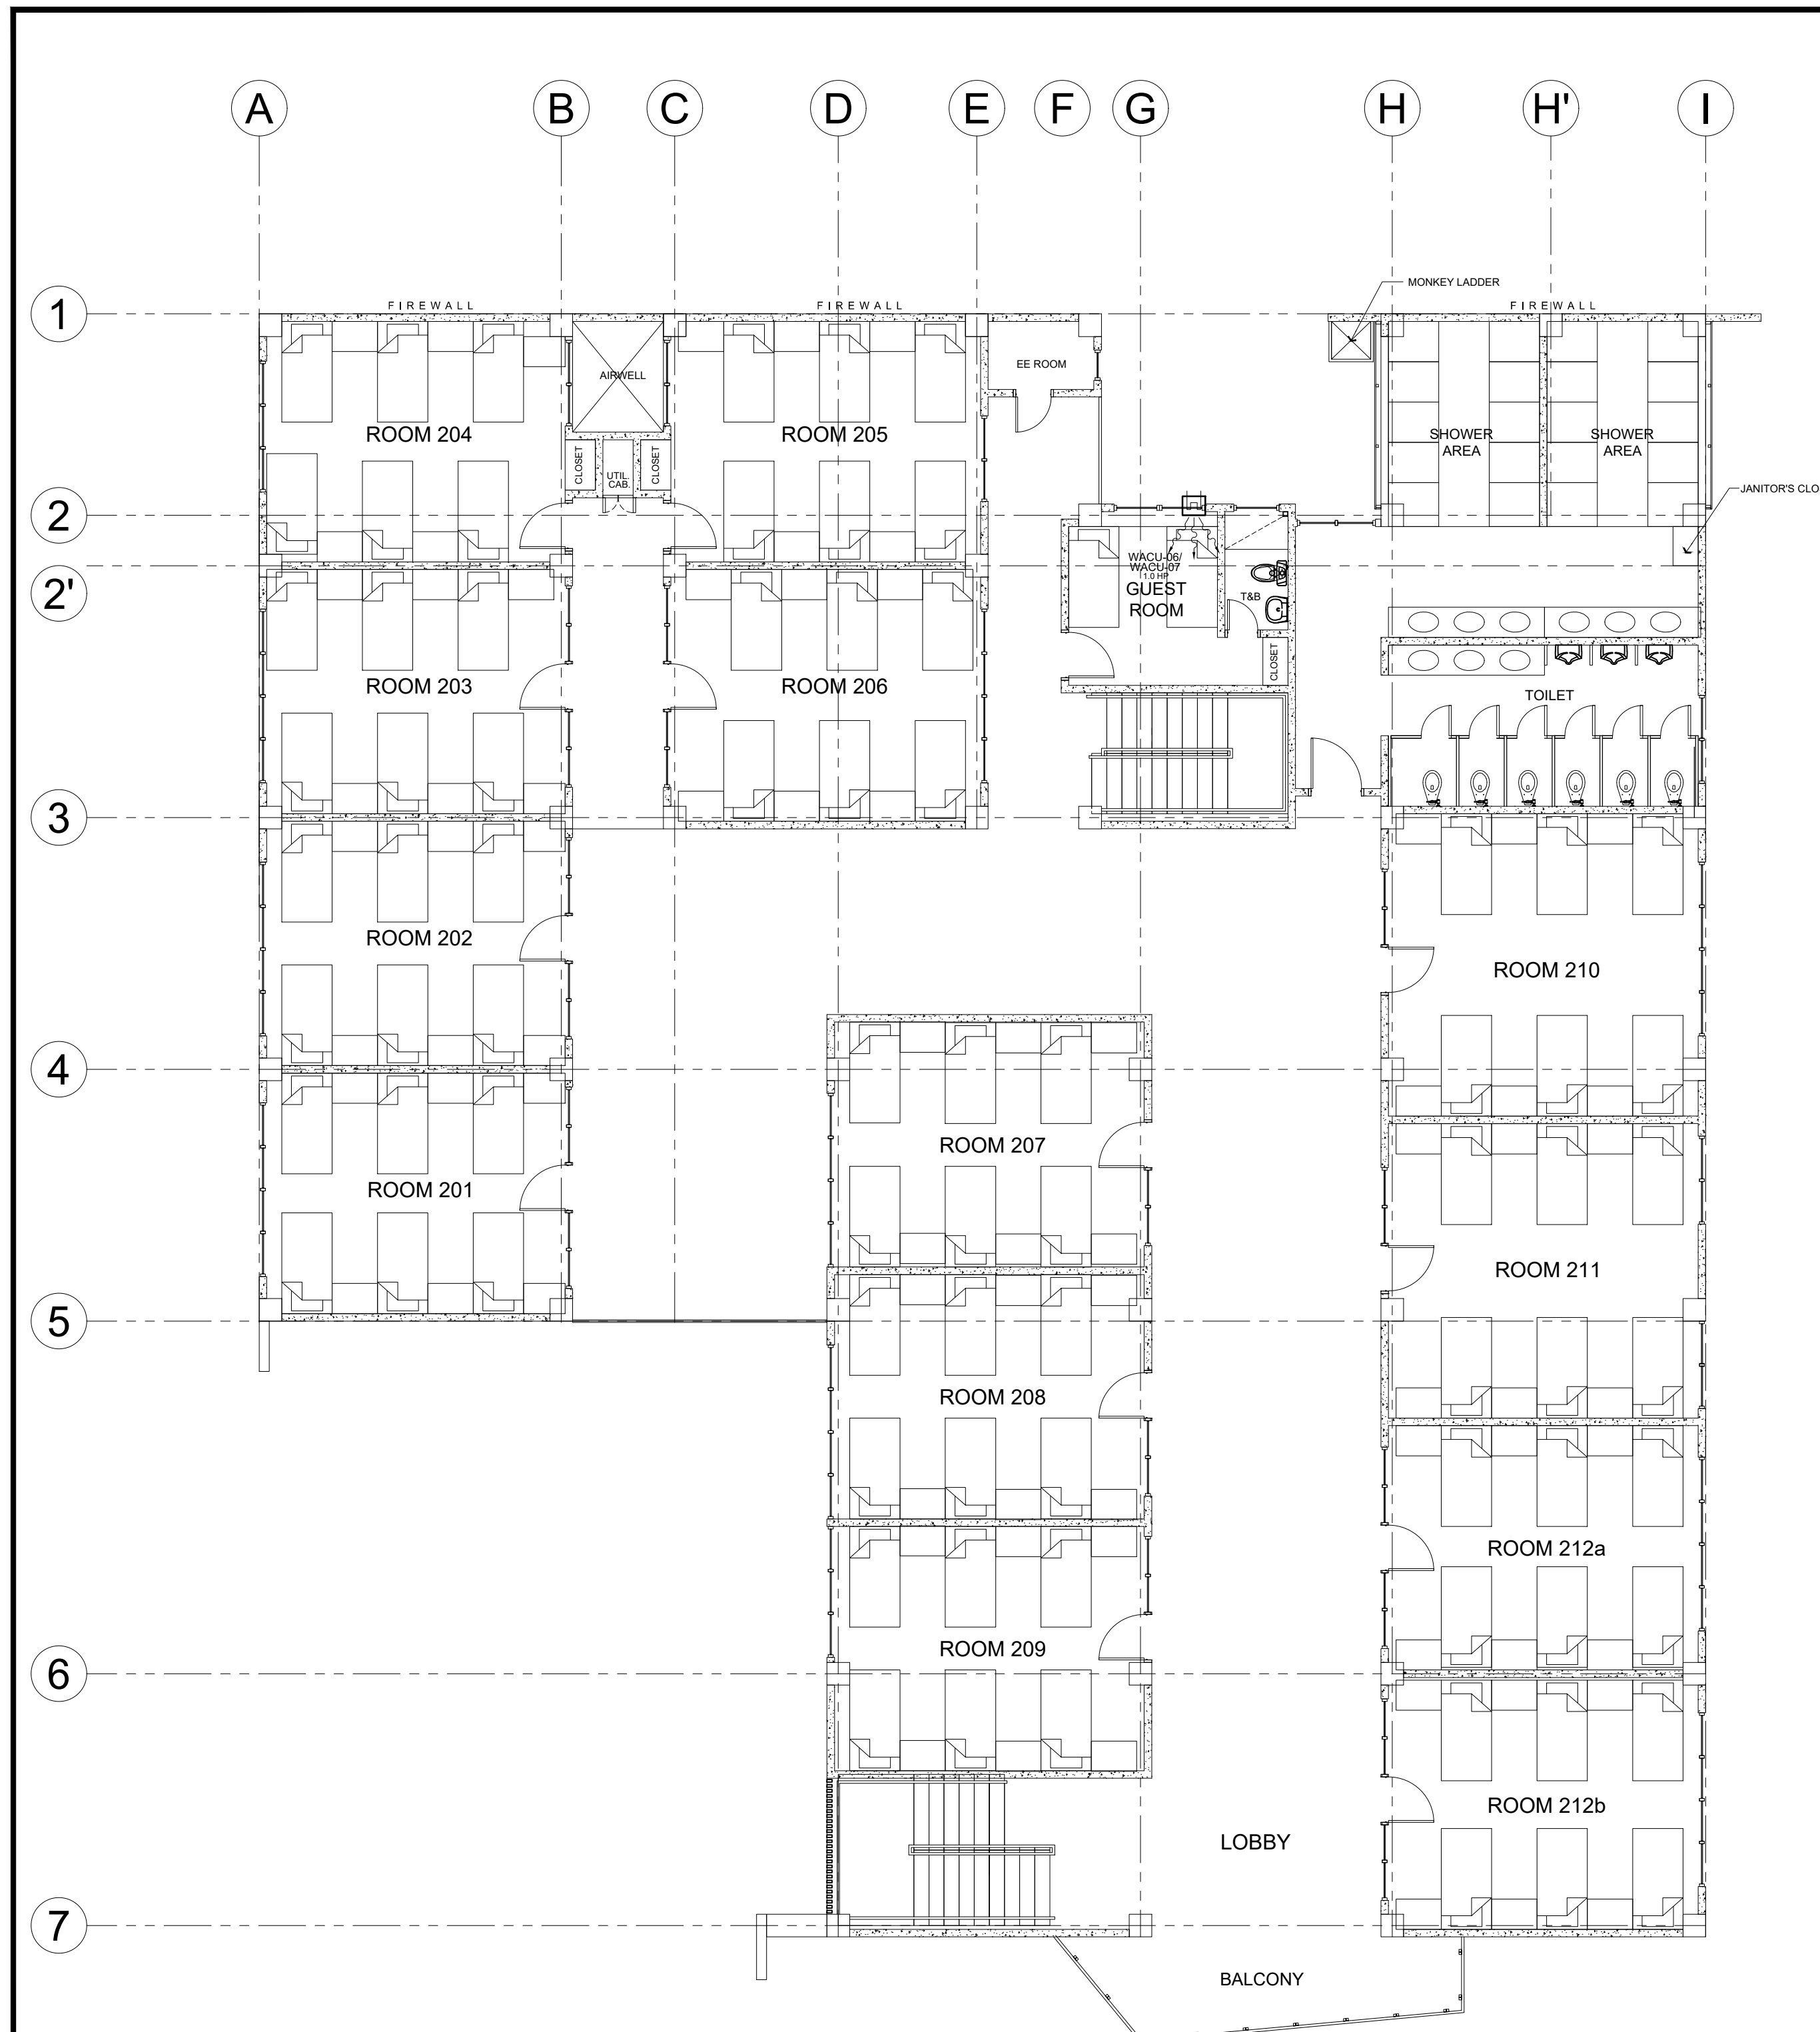 A
B
C
D
E
F
G
H
H'
I
MONKEY LADDER
1
FIREWALL
FIREWALL
FIREWALL
EE ROOM
AIRWELL
ROOM 204
ROOM 205
SHOWER
AREA
SHOWER
AREA
CLOSET
UTIL.
CAB.
CLOSET
JANITOR'S CLO
2
WACU-06/
WACU-07
1.0 HP
GUEST
ROOM
T&B
2'
CLOSET
ROOM 203
ROOM 206
TOILET
3
ROOM 202
ROOM 210
4
ROOM 207
ROOM 201
ROOM 211
5
ROOM 208
ROOM 212a
ROOM 209
6
ROOM 212b
LOBBY
7
BALCONY